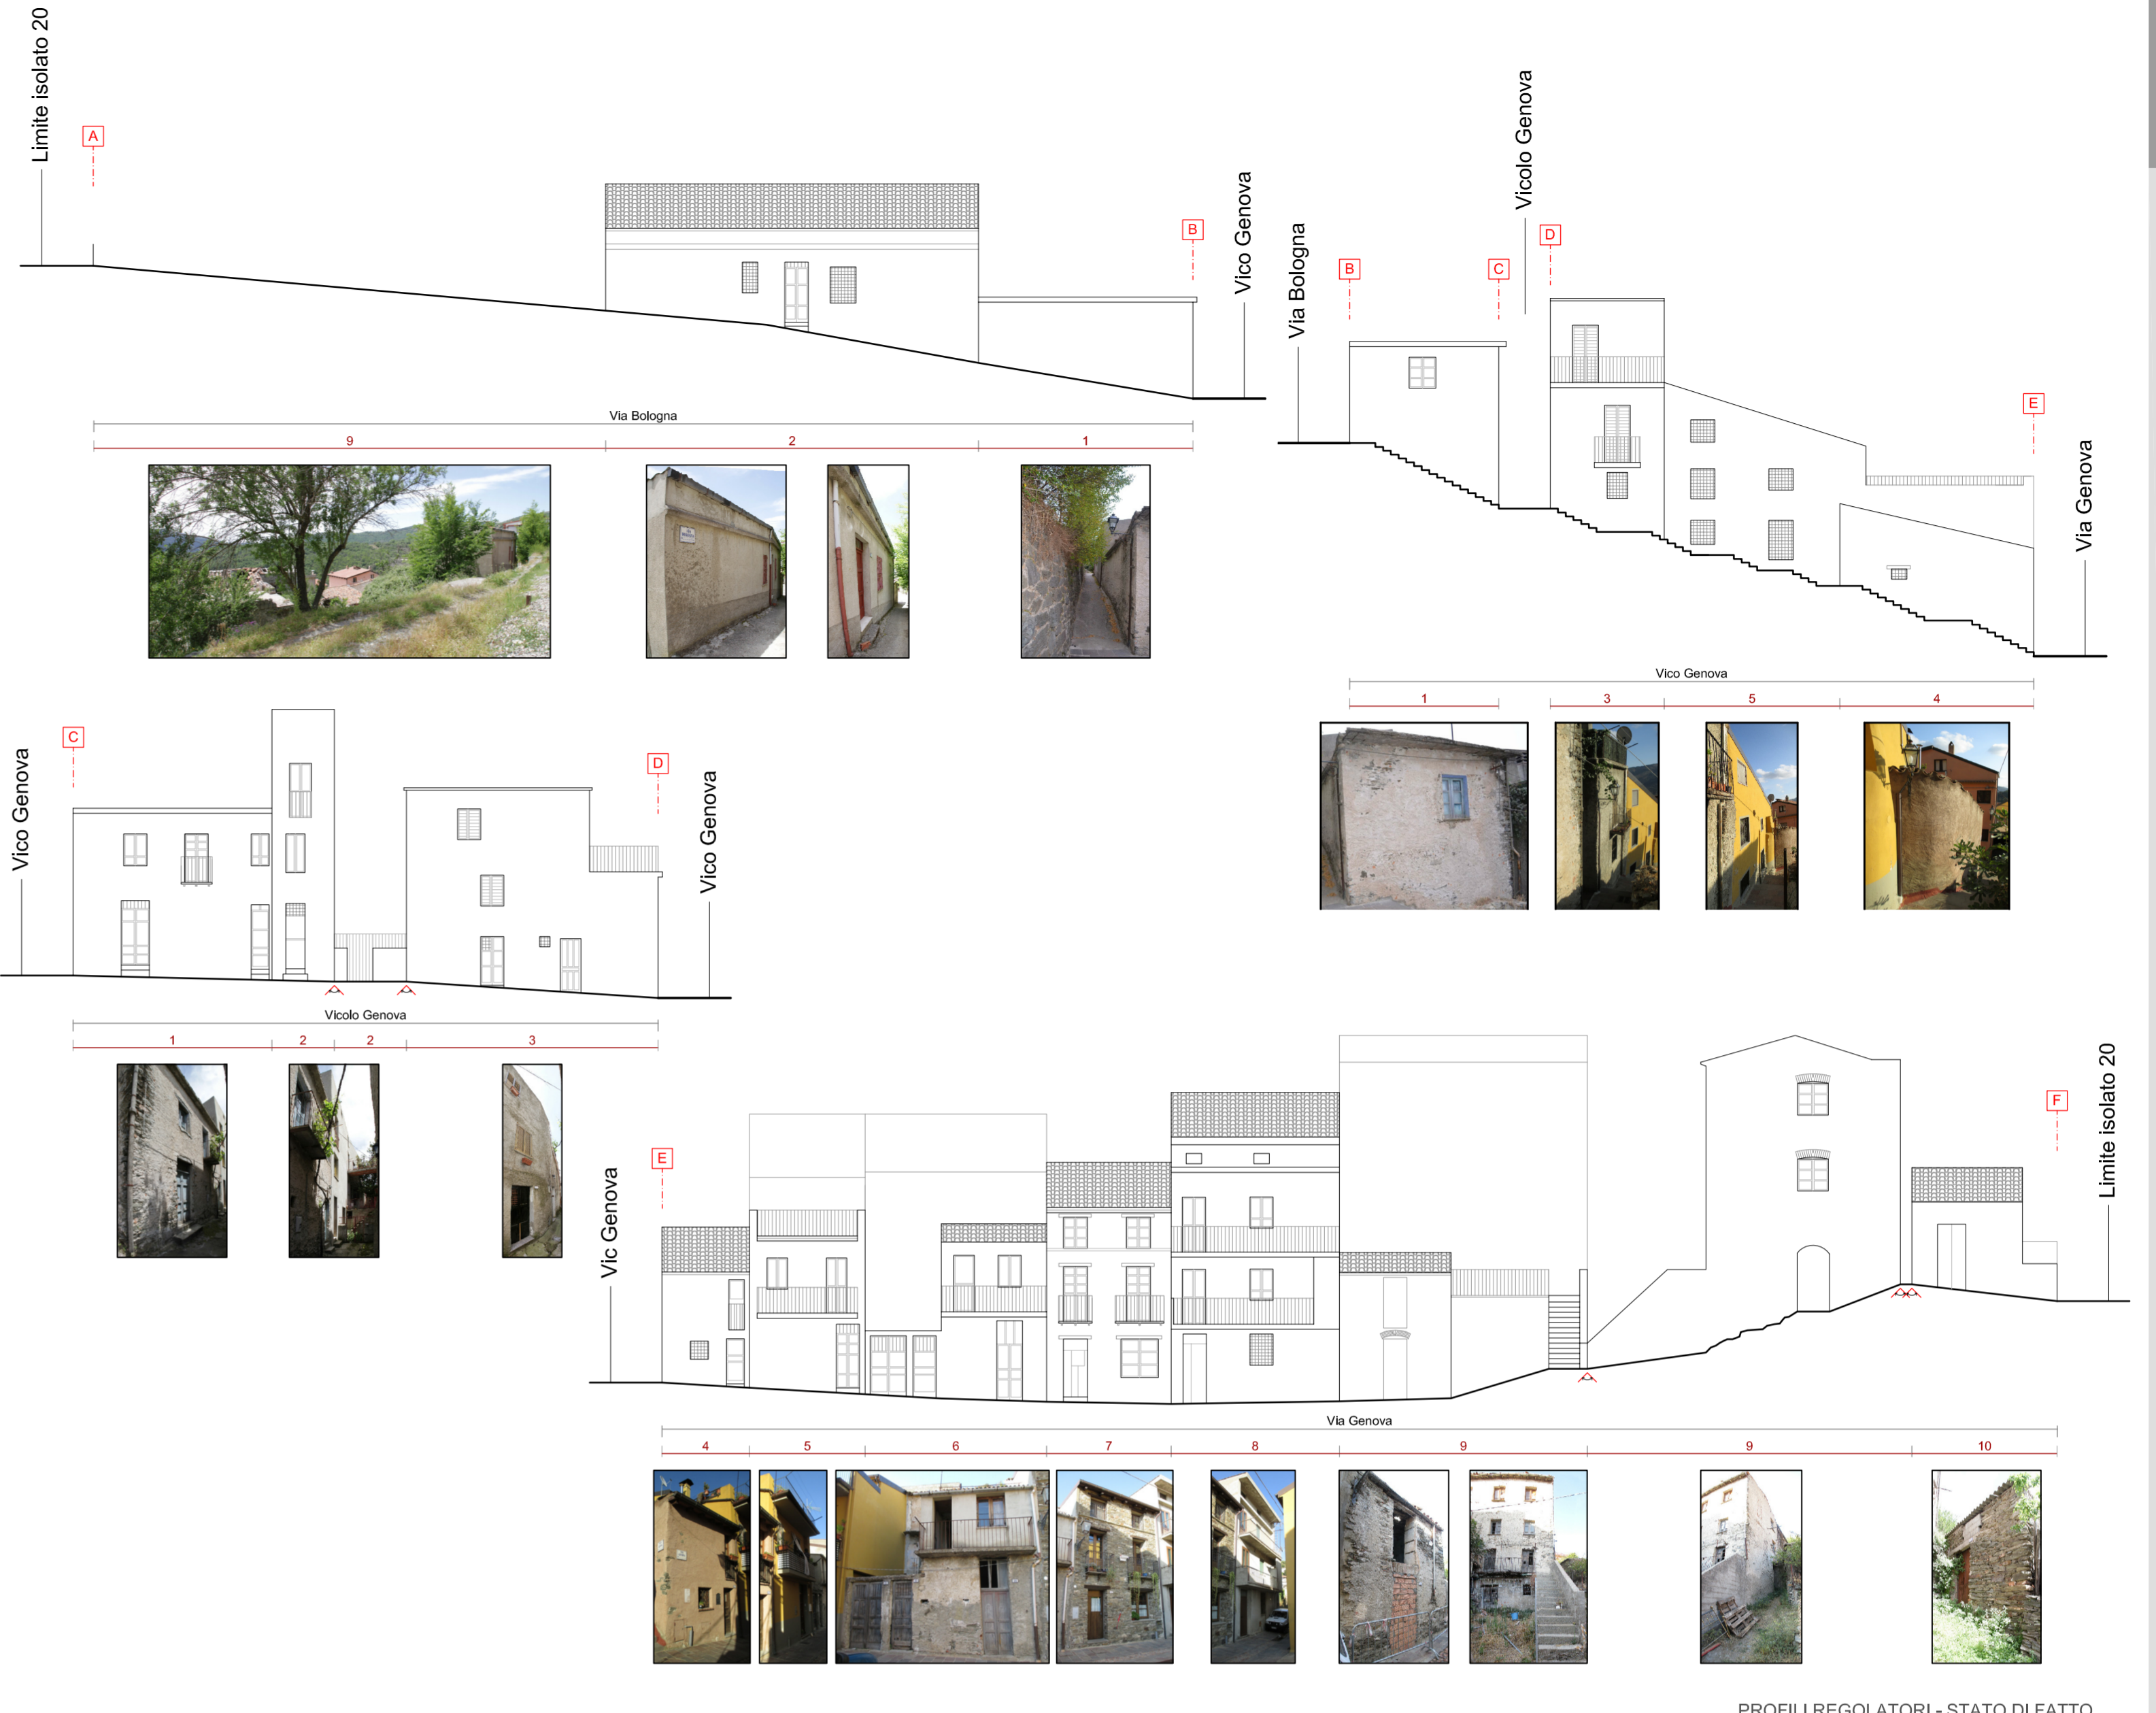 Limite isolato 20
A
B
Vico Genova
Via Bologna
9
2
1
Vicolo Genova
Via Bologna
B
C
D
E
Via Genova
Vico Genova
1
3
5
4
Vico Genova
C
D
Vico Genova
Vicolo Genova
1
2
2
3
Vic Genova
E
F
Limite isolato 20
Via Genova
4
5
6
7
8
9
9
10
PROFILI REGOLATORI - STATO DI FATTO